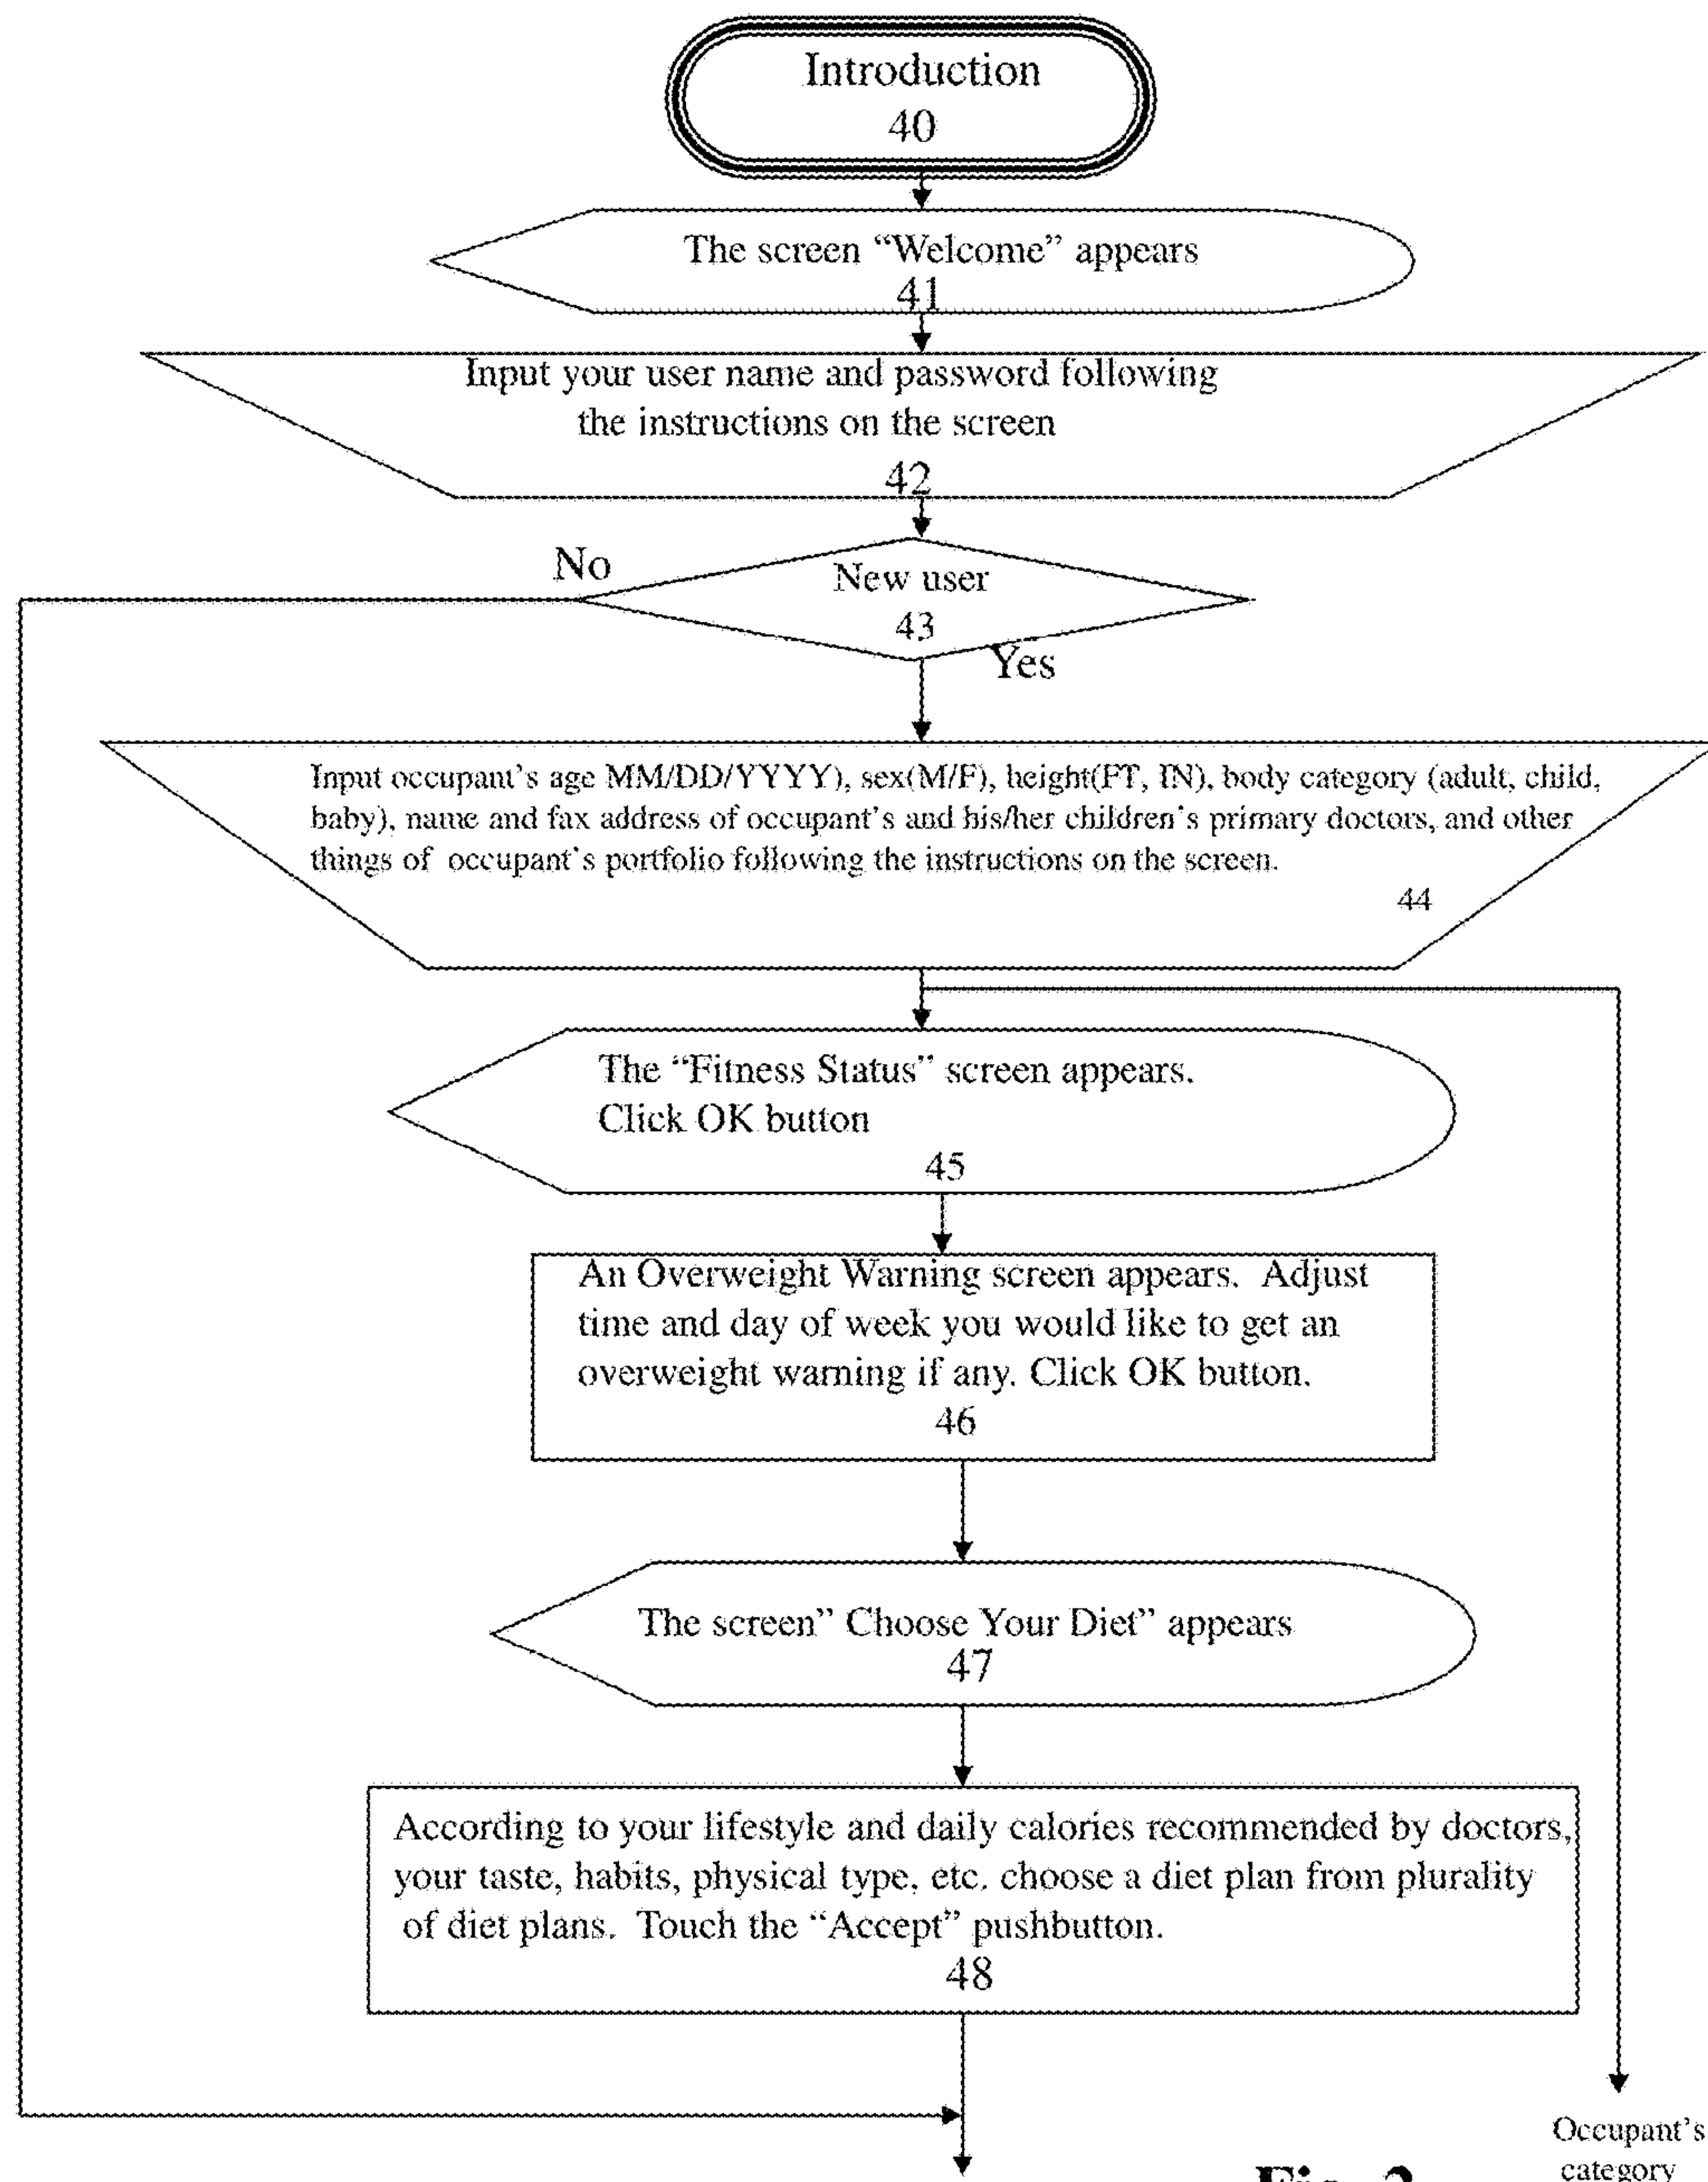 Introduction
40
The screen “Welcome” appears
41
Input your user name and password following
the instructions on the screen
42
No
New user
43
Yes
Input occupant’s age MM/DD/YYYY), sex(M/F), height(FT, IN), body category (adult, child,
baby), name and fax address of occupant’s and his/her children’s primary doctors, and other
things of occupant’s portfolio following the instructions on the screen.
44
The “Fitness Status” screen appears.
Click OK button
45
An Overweight Warning screen appears. Adjust
time and day of week you would like to get an
overweight warning if any. Click OK button.
46
The screen” Choose Your Diet” appears
47
According to your lifestyle and daily calories recommended by doctors,
your taste, habits, physical type, etc. choose a diet plan from plurality
of diet plans. Touch the “Accept” pushbutton.
48
Occupant’s
category